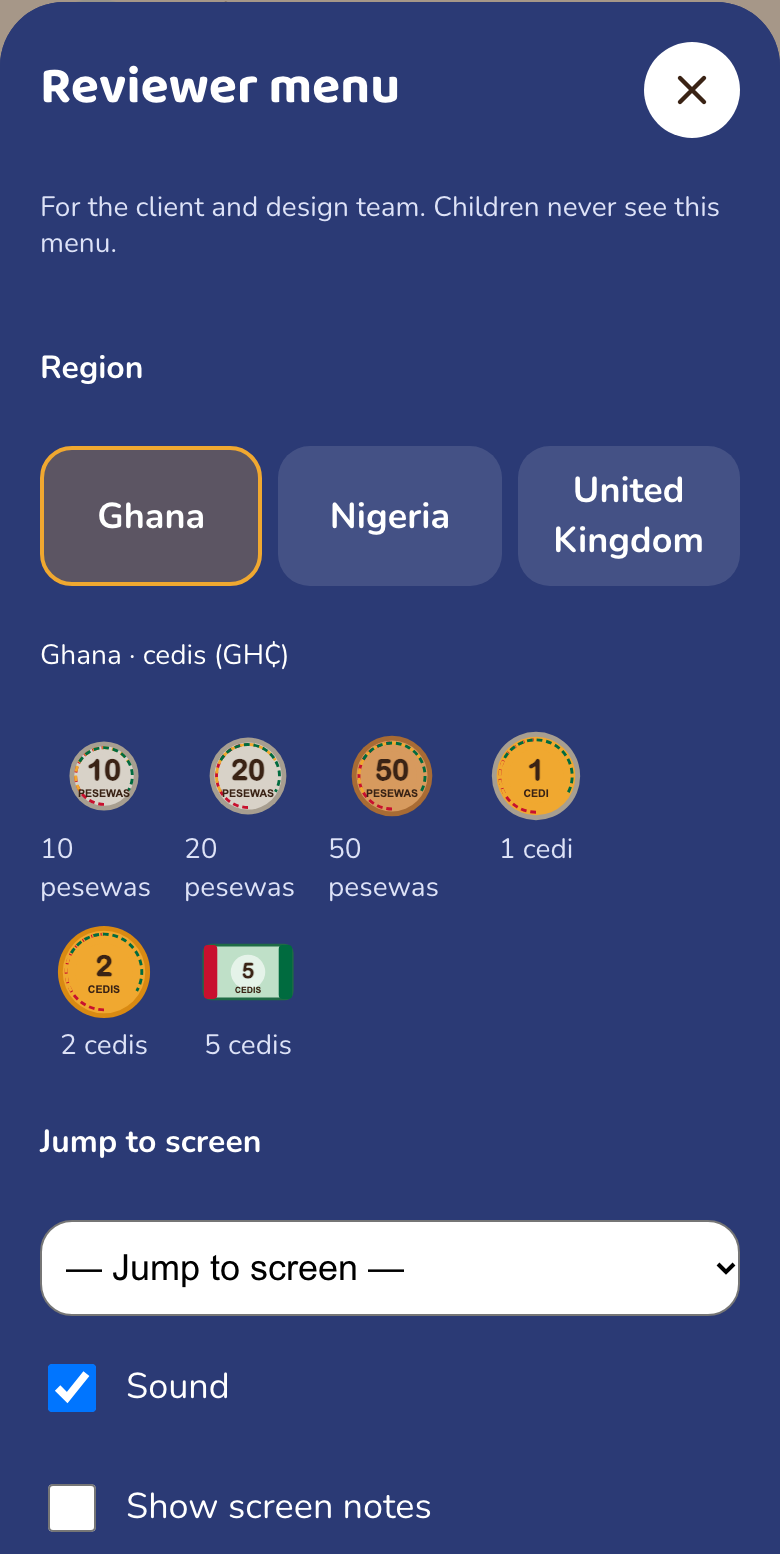 Reviewer menu
For the client and design team. Children never see this
menu.
Region
Ghana
Nigeria
United
Kingdom
Ghana · cedis (GH₵)
10
PESEWAS
20
PESEWAS
50
PESEWAS
1
CEDI
10
pesewas
20
pesewas
50
pesewas
1 cedi
2
CEDIS
5
CEDIS
2 cedis
5 cedis
Jump to screen
— Jump to screen —
Sound
Show screen notes